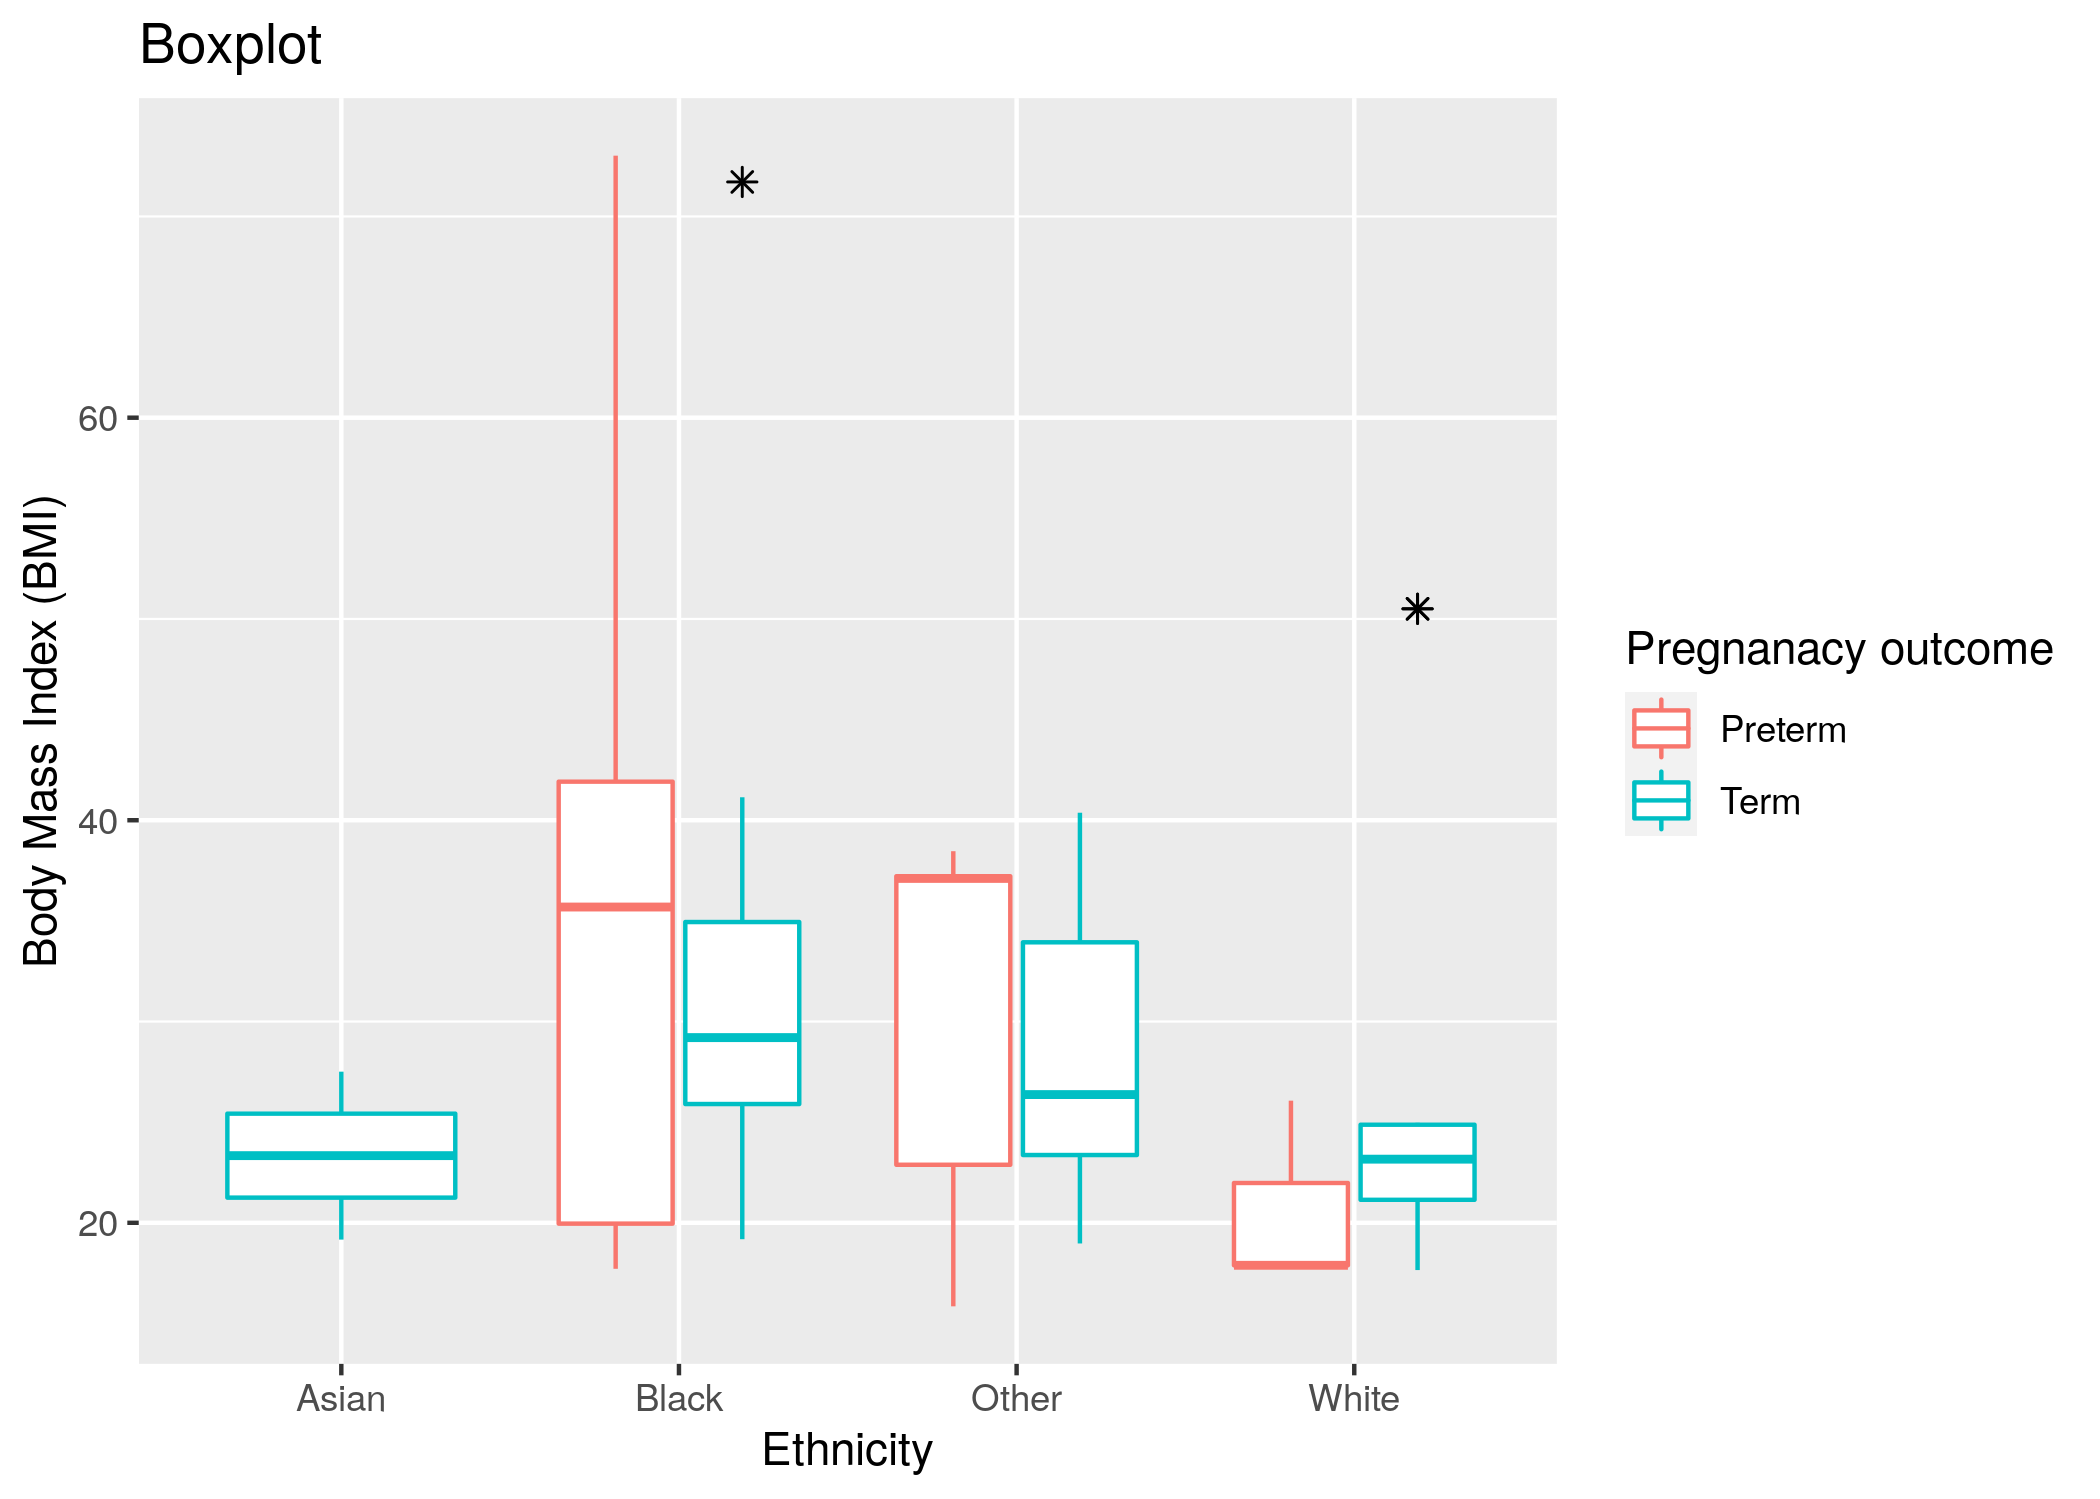 Boxplot
60
40
20
Body Mass Index (BMI)
Asian
Black
Other
White
Ethnicity
Pregnanacy outcome
Preterm
Term